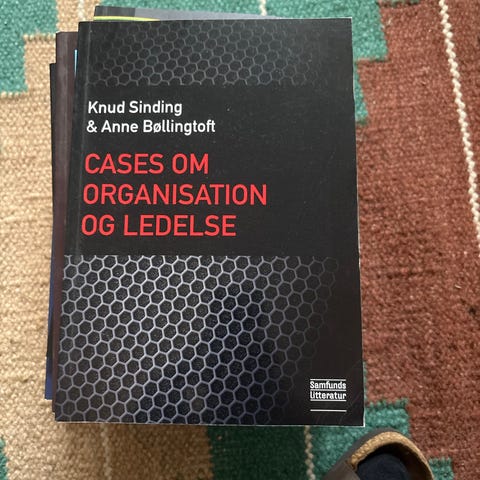 Knud Sinding
& Anne Bøllingtoft
CASES OM
ORGANISATION
OG LEDELSE
Samfunds
litteratur